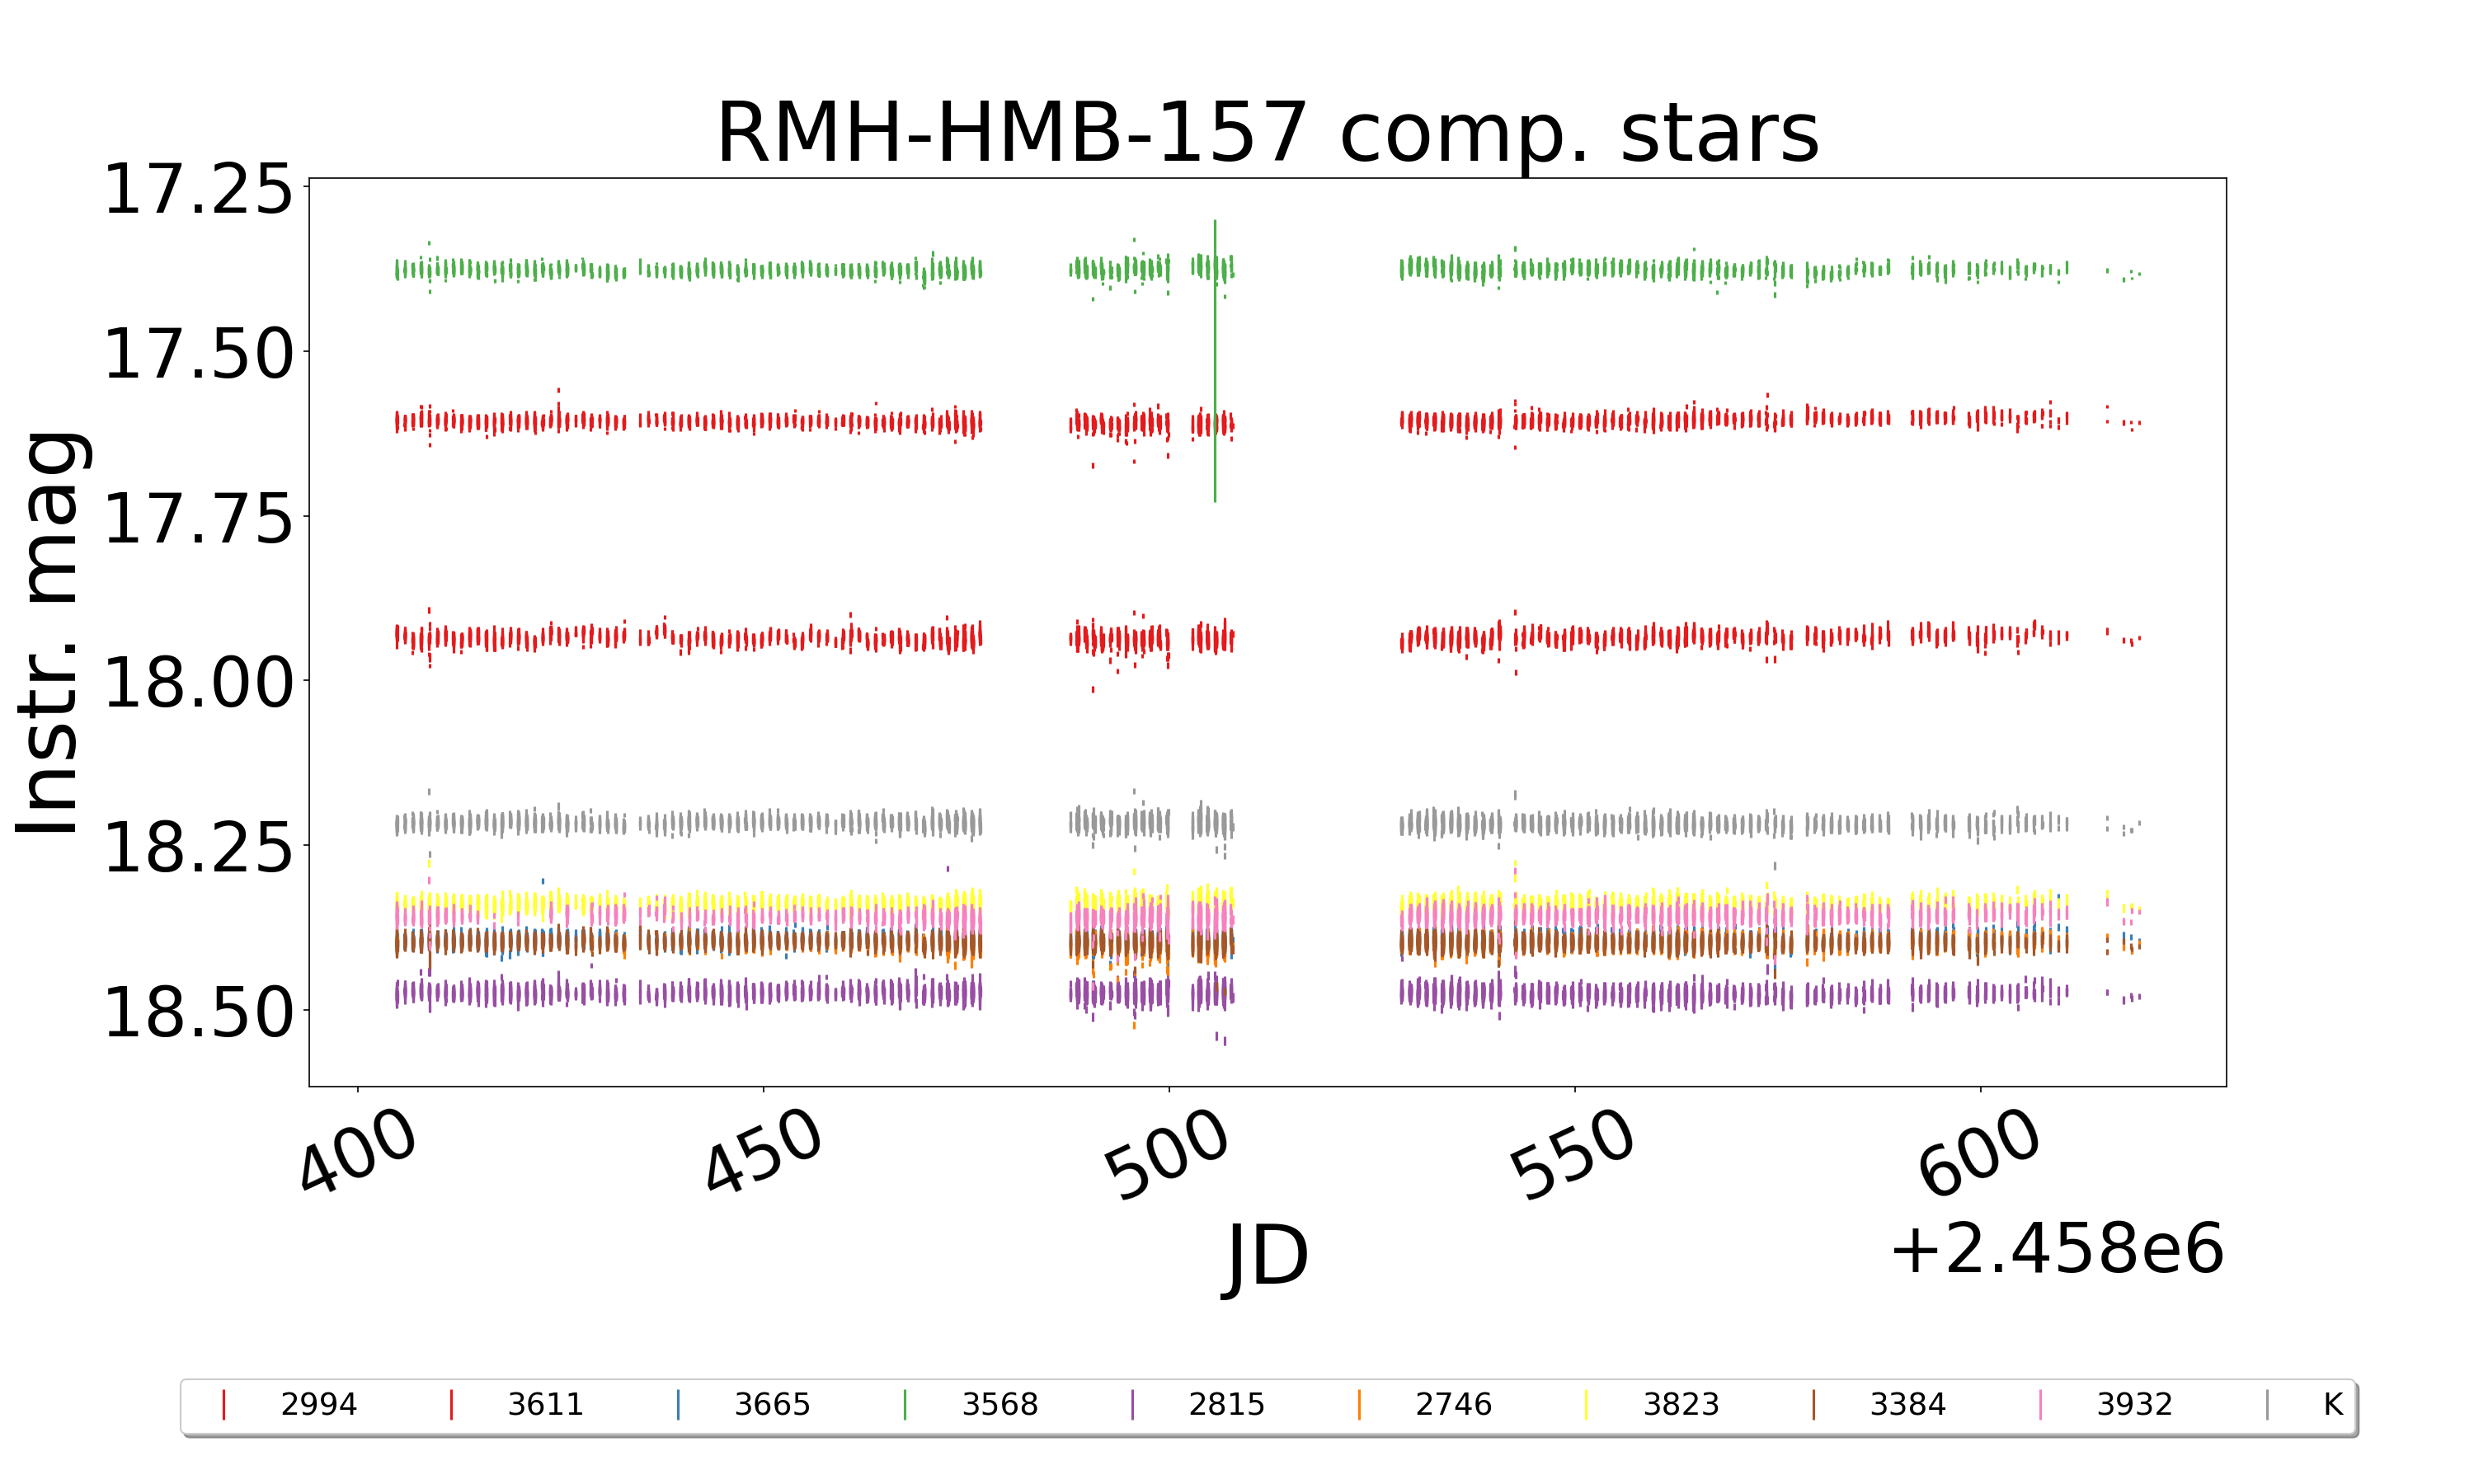 RMH-HMB-157 comp. stars
Instr. mag
17.25
17.50
17.75
18.00
18.25
18.50
400 450 500 550 600
JD
+2.458e6
2994 3611 3665 3568 2815 2746 3823 3384 3932 K